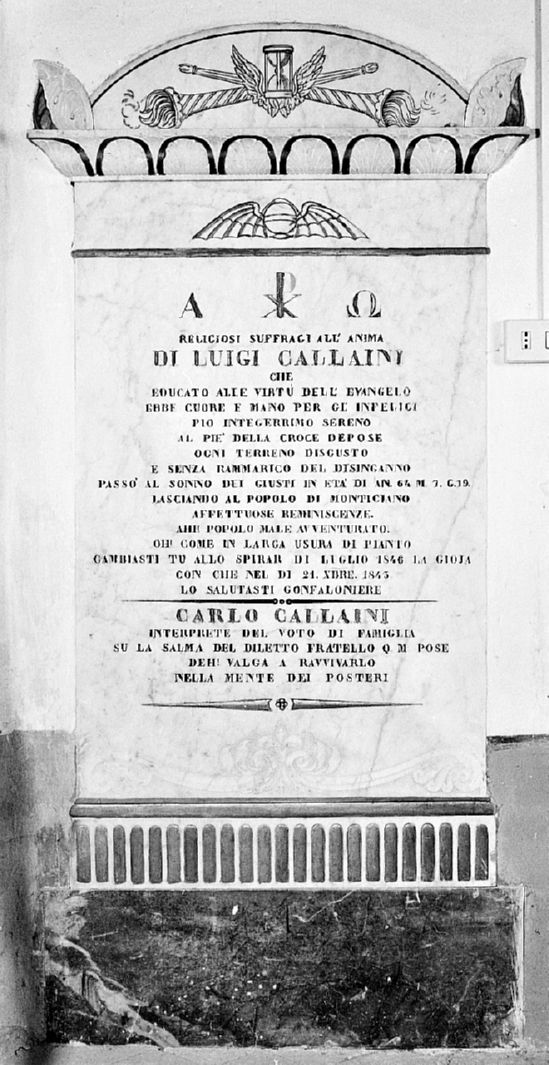 Α ☧ Ω
RELIGIOSI SUFFRAGI ALL' ANIMA
DI LUIGI CALLAINI
CHE
EDUCATO ALLE VIRTÚ DELL' EVANGELO
EBBE CUORE E MANO PER GL' INFELICI
PIO INTEGERRIMO SERENO
AL PIE' DELLA CROCE DEPOSE
OGNI TERRENO DISGUSTO
E SENZA RAMMARICO DEL DISINGANNO
PASSO' AL SONNO DEI GIUSTI IN ETA' DI AN. 64 M. 7. G.19.
LASCIANDO AL POPOLO DI MONTICIANO
AFFETTUOSE REMINISCENZE.
AHI! POPOLO MALE AVVENTURATO.
OH! COME IN LARGA USURA DI PIANTO
CAMBIASTI TU ALLO SPIRAR DI LUGLIO 1846 LA GIOJA
CON CHE NEL DI 21. XBRE. 1845
LO SALUTASTI GONFALONIERE
CARLO CALLAINI
INTERPRETE DEL VOTO DI FAMIGLIA
SU LA SALMA DEL DILETTO FRATELLO Q. M. POSE
DEH! VALGA A RAVVIVARLO
NELLA MENTE DEI POSTERI